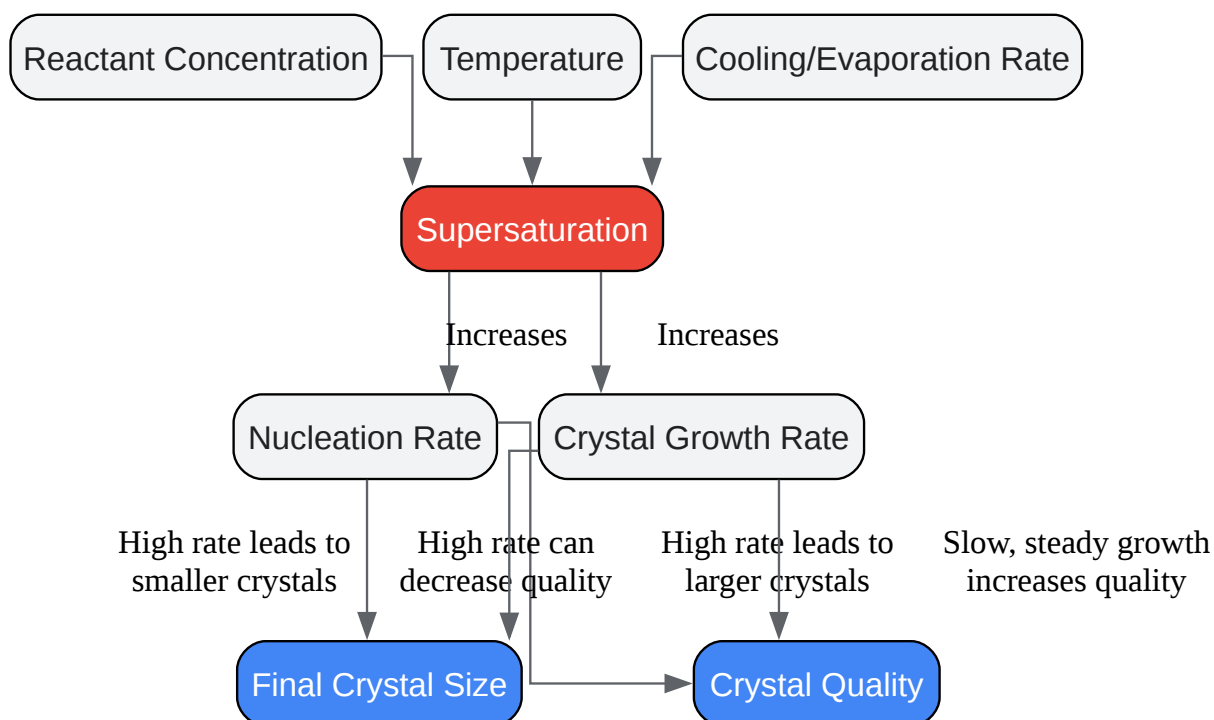 Reactant Concentration
Temperature
Cooling/Evaporation Rate
Supersaturation
Increases
Increases
Nucleation Rate
Crystal Growth Rate
High rate leads to
smaller crystals
High rate can
decrease quality
High rate leads to
larger crystals
Slow, steady growth
increases quality
Final Crystal Size
Crystal Quality